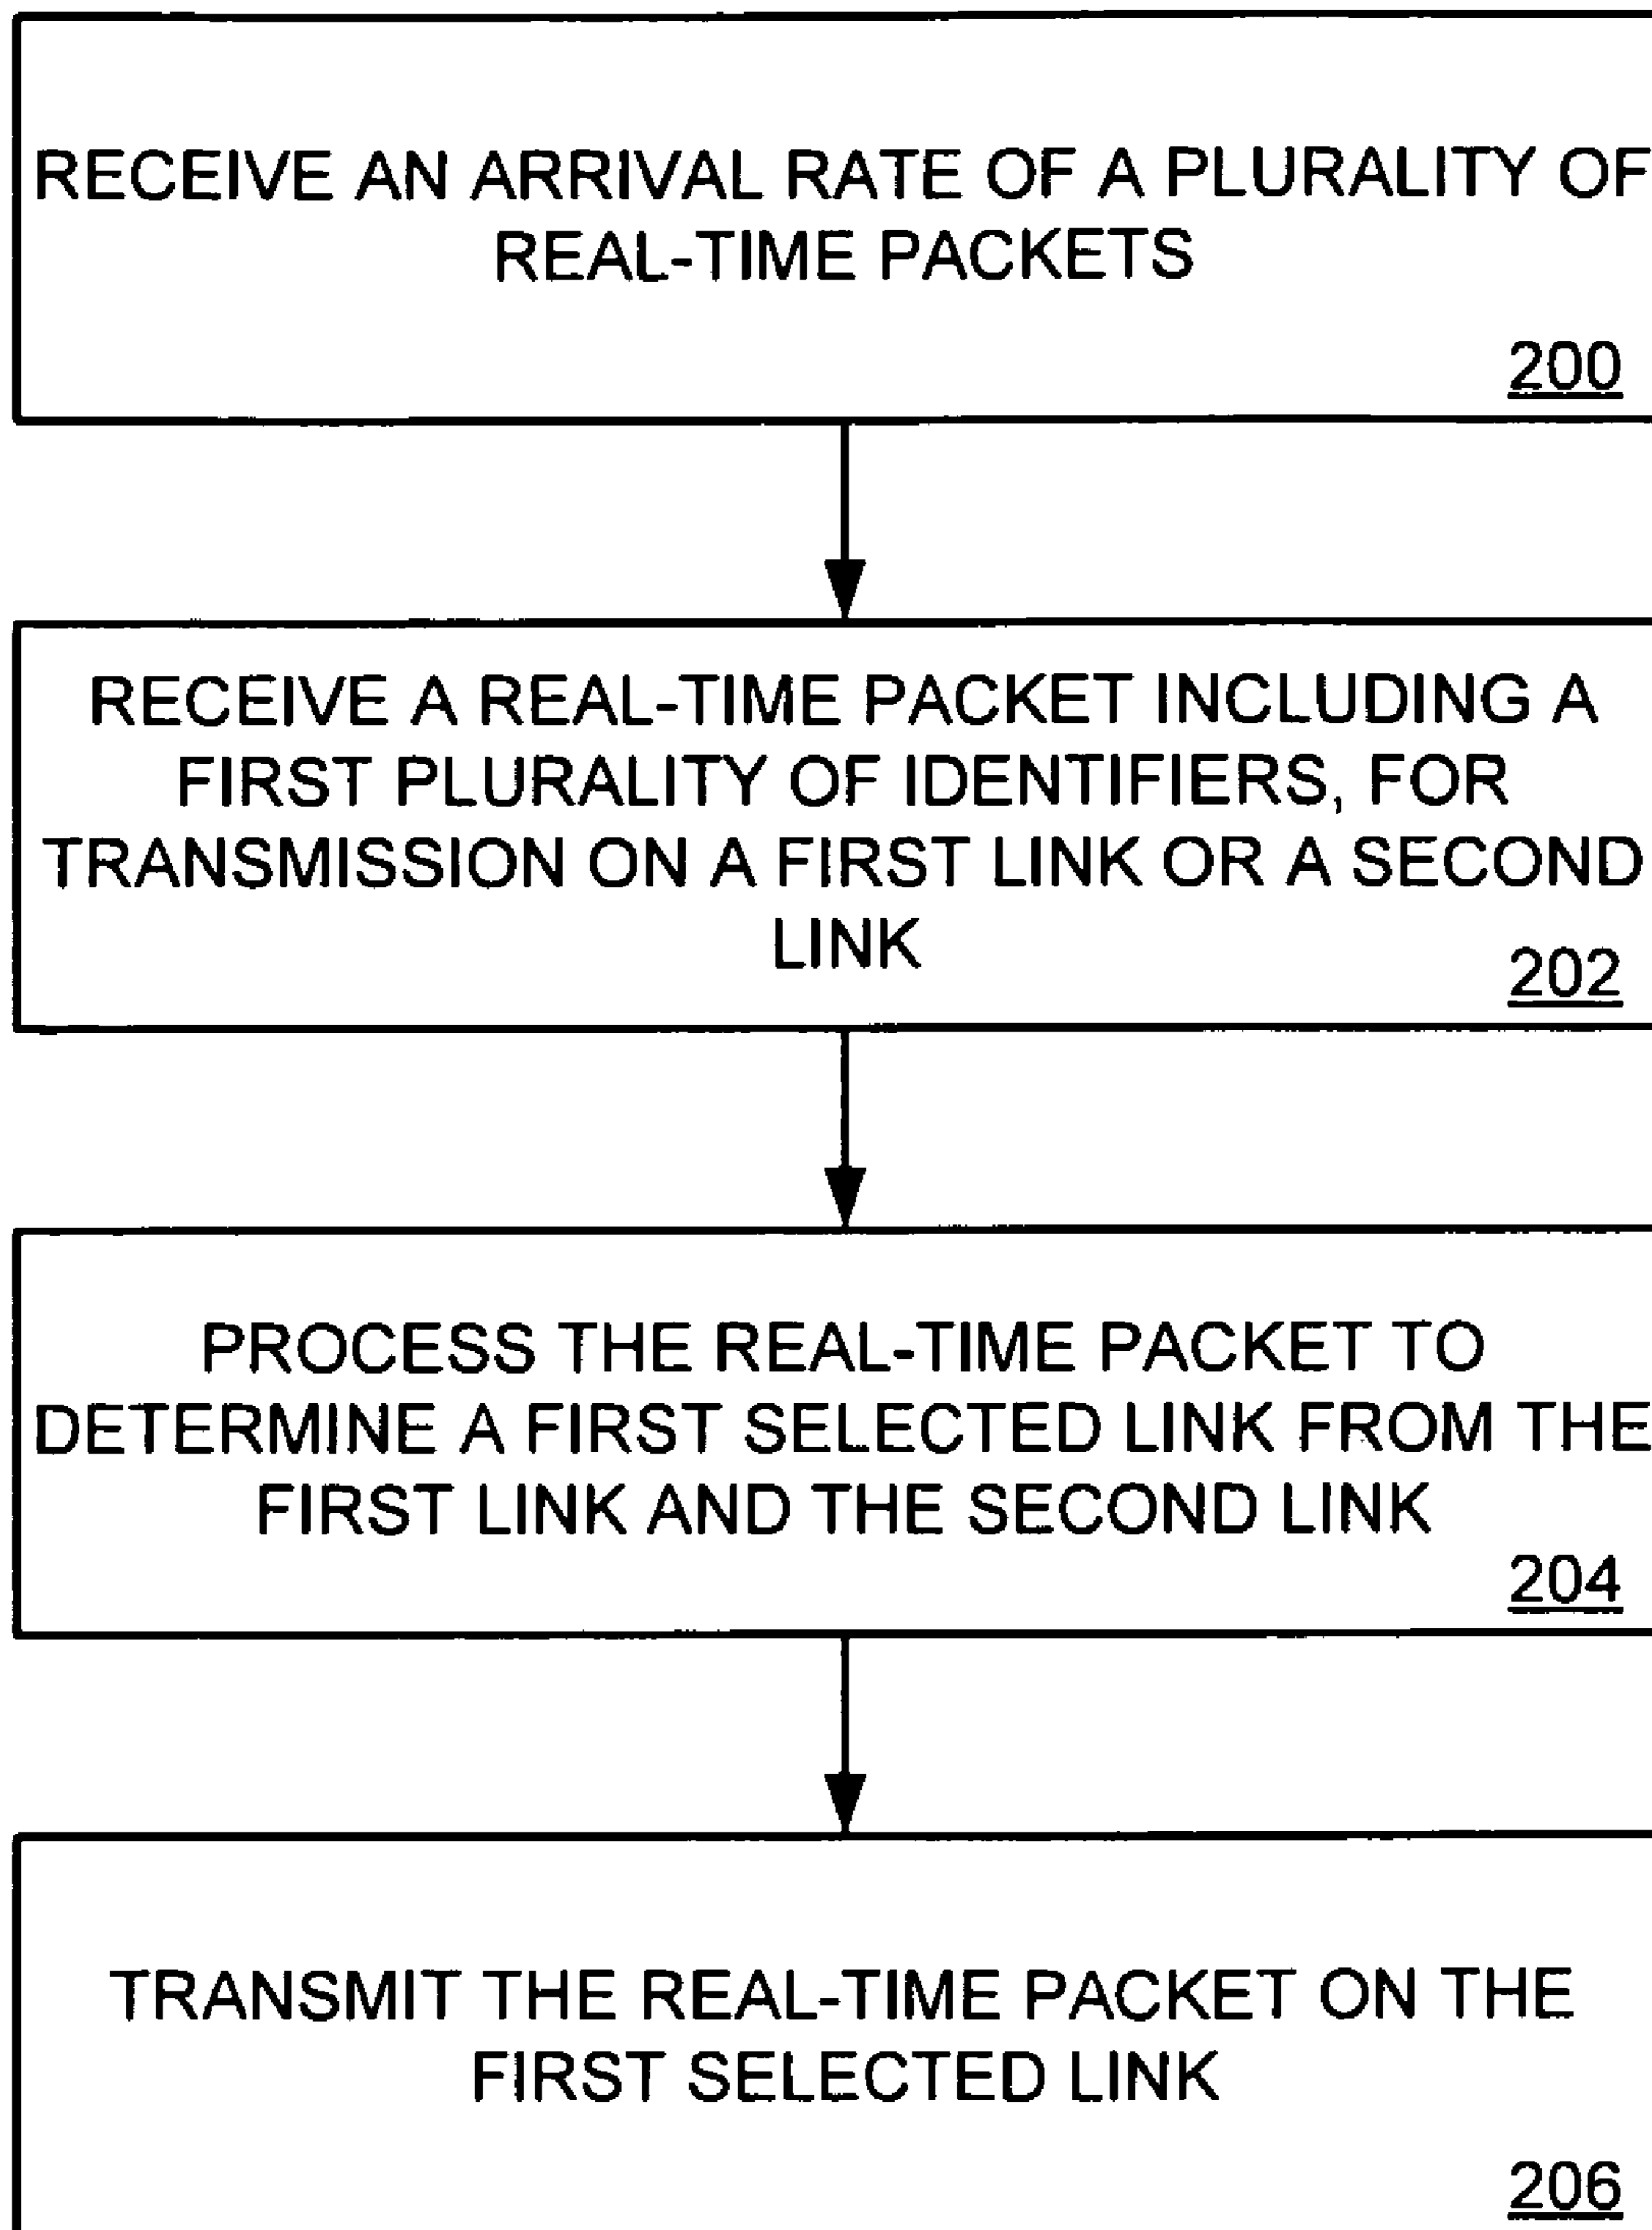 RECEIVE AN ARRIVAL RATE OF A PLURALITY OF
REAL-TIME PACKETS
200
RECEIVE A REAL-TIME PACKET INCLUDING A
FIRST PLURALITY OF IDENTIFIERS, FOR
TRANSMISSION ON A FIRST LINK OR A SECOND
LINK
202
PROCESS THE REAL-TIME PACKET TO
DETERMINE A FIRST SELECTED LINK FROM THE
FIRST LINK AND THE SECOND LINK
204
TRANSMIT THE REAL-TIME PACKET ON THE
FIRST SELECTED LINK
206